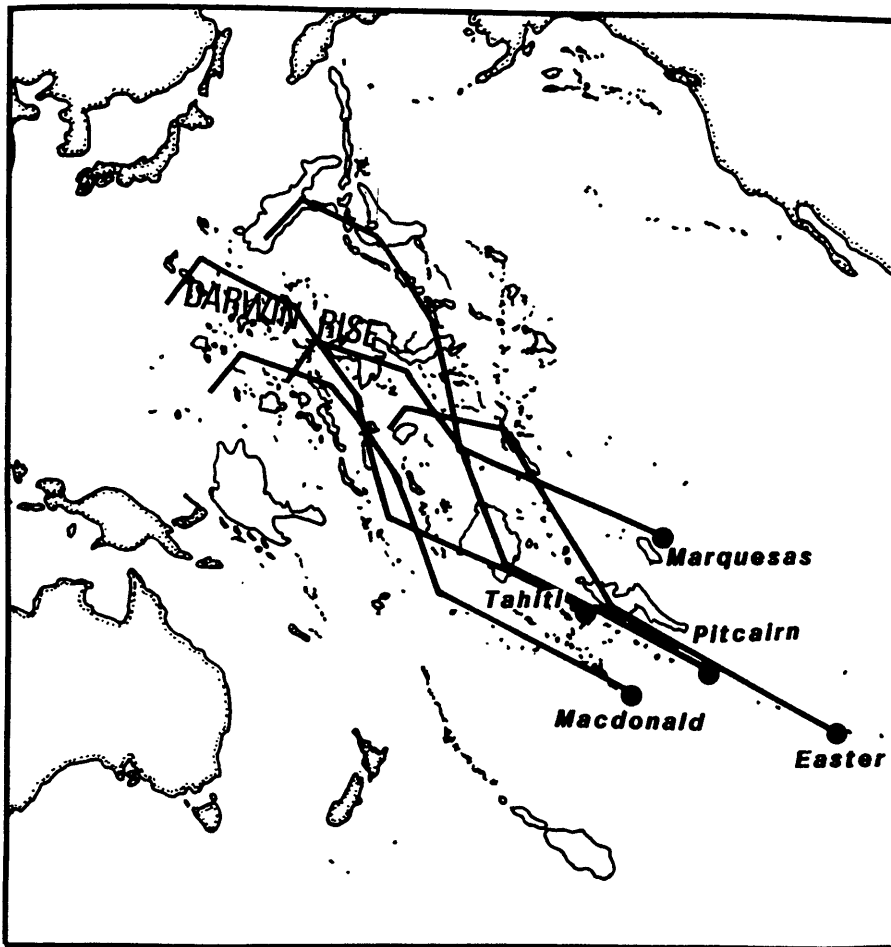 DARWIN RISE
Marquesas
Tahiti
Pitcairn
Macdonald
Easter